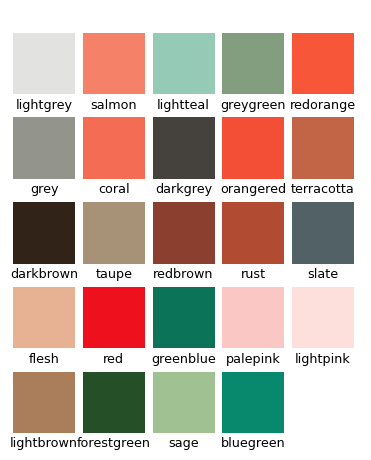 lightgrey salmon lightteal greygreen redorange
grey coral darkgrey orangered terracotta
darkbrown taupe redbrown rust slate
flesh red greenblue palepink lightpink
lightbrown forestgreen sage bluegreen